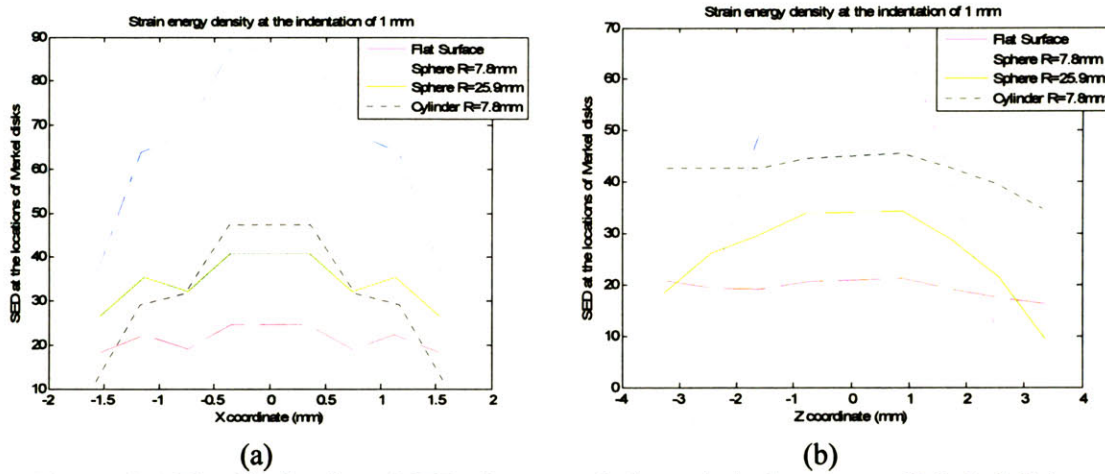 Strain energy density at the indentation of 1 mm
Flat Surface
Sphere R=7.8mm
Sphere R=25.9mm
Cylinder R=7.8mm
SED at the locations of Merkel disks
90
80
70
60
50
40
30
20
10
-2
-1.5
-1
-0.5
0
0.5
1
1.5
2
X coordinate (mm)
(a)
Strain energy density at the indentation of 1 mm
Flat Surface
Sphere R=7.8mm
Sphere R=25.9mm
Cylinder R=7.8mm
SED at the locations of Merkel disks
70
60
50
40
30
20
10
0
-4
-3
-2
-1
0
1
2
3
4
Z coordinate (mm)
(b)